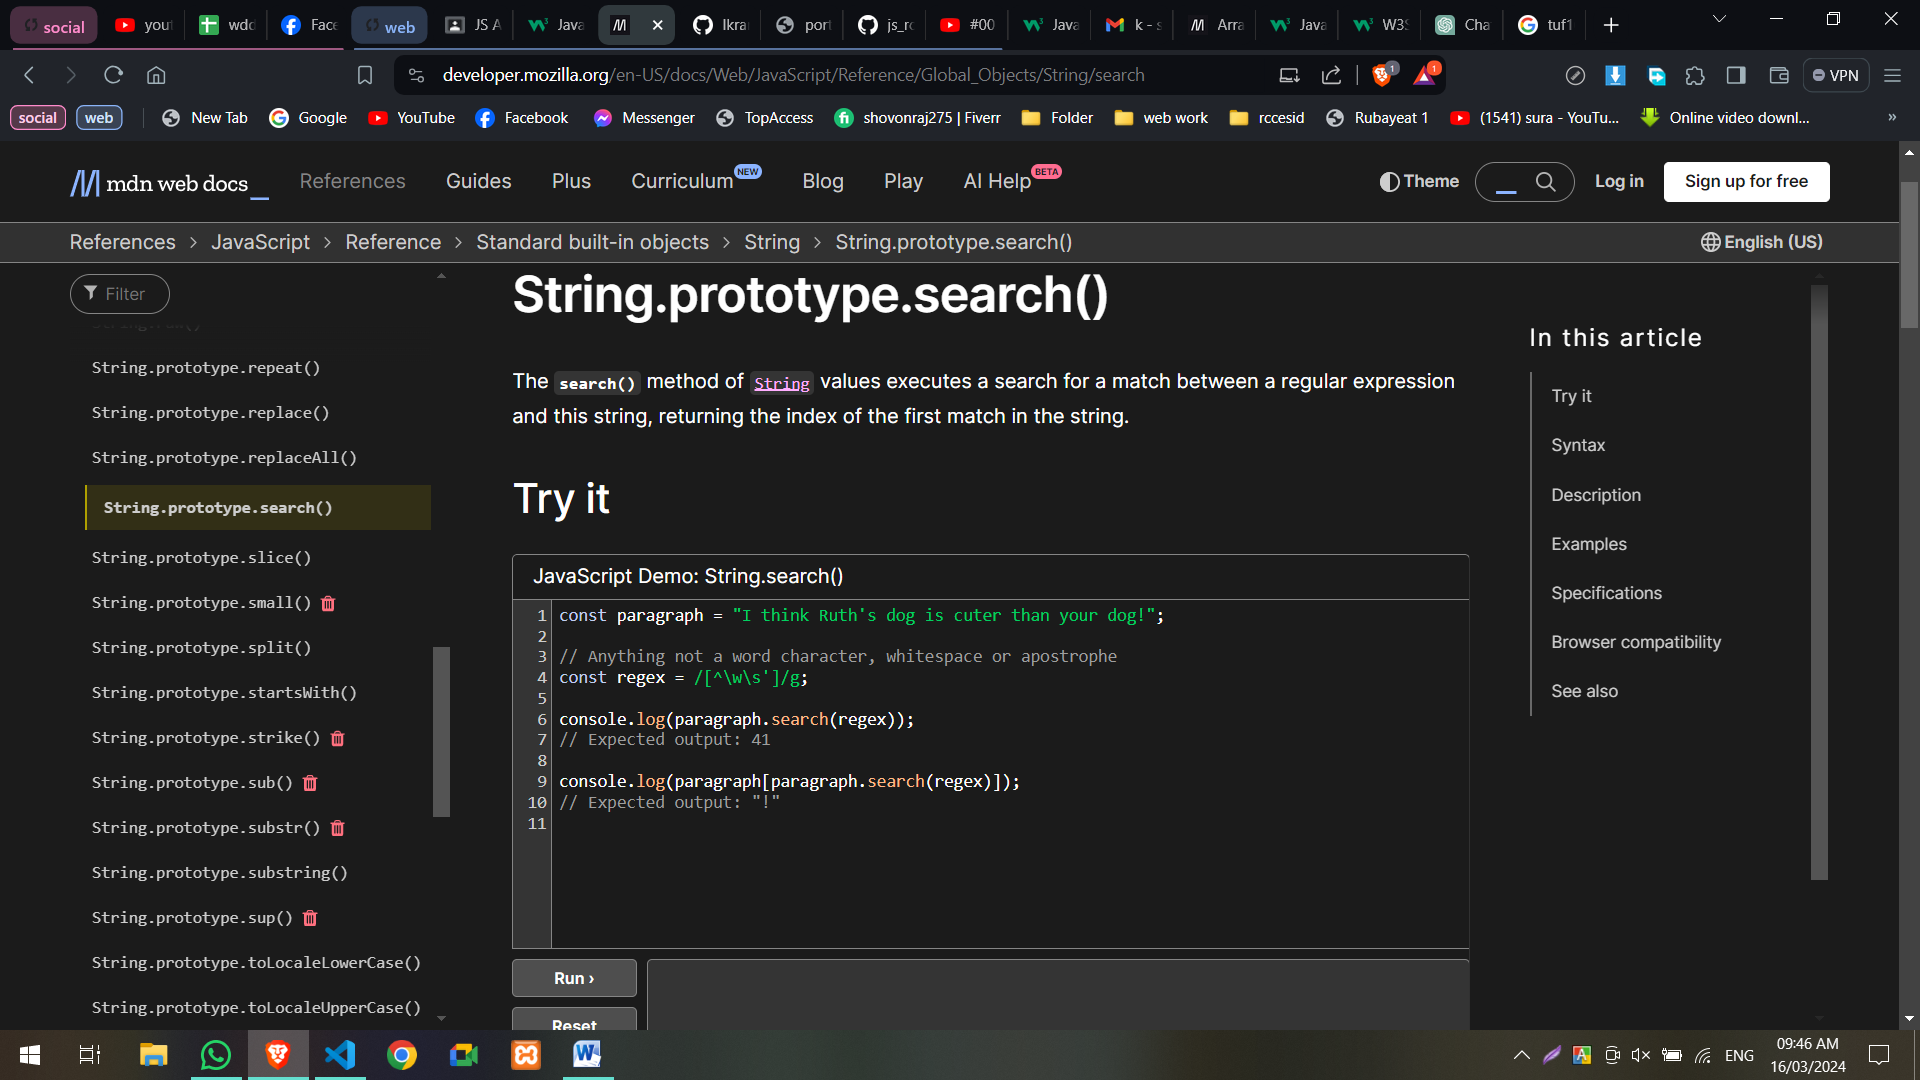 social
yout
wdd
Face
web
JS A
Java
Ikra
port
js_rc
#00
Java
k - s
Arra
Java
W3S
Cha
tuf1
developer.mozilla.org/en-US/docs/Web/JavaScript/Reference/Global_Objects/String/search
1
1
VPN
social
web
New Tab
Google
YouTube
Facebook
Messenger
TopAccess
shovonraj275 | Fiverr
Folder
web work
rccesid
Rubayeat 1
(1541) sura - YouTu...
Online video downl...
»
mdn web docs_
References
Guides
Plus
Curriculum NEW
Blog
Play
AI Help BETA
Theme
Log in
Sign up for free
References > JavaScript > Reference > Standard built-in objects > String > String.prototype.search()
English (US)
Filter
String.prototype.repeat()
String.prototype.replace()
String.prototype.replaceAll()
String.prototype.search()
String.prototype.slice()
String.prototype.small()
String.prototype.split()
String.prototype.startsWith()
String.prototype.strike()
String.prototype.sub()
String.prototype.substr()
String.prototype.substring()
String.prototype.sup()
String.prototype.toLocaleLowerCase()
String.prototype.toLocaleUpperCase()
String.prototype.search()
The search() method of String values executes a search for a match between a regular expression
and this string, returning the index of the first match in the string.
Try it
JavaScript Demo: String.search()
1 const paragraph = "I think Ruth's dog is cuter than your dog!";
2
3 // Anything not a word character, whitespace or apostrophe
4 const regex = /[^\w\s']/g;
5
6 console.log(paragraph.search(regex));
7 // Expected output: 41
8
9 console.log(paragraph[paragraph.search(regex)]);
10 // Expected output: "!"
11
Run ›
Reset
In this article
Try it
Syntax
Description
Examples
Specifications
Browser compatibility
See also
ENG
09:46 AM
16/03/2024